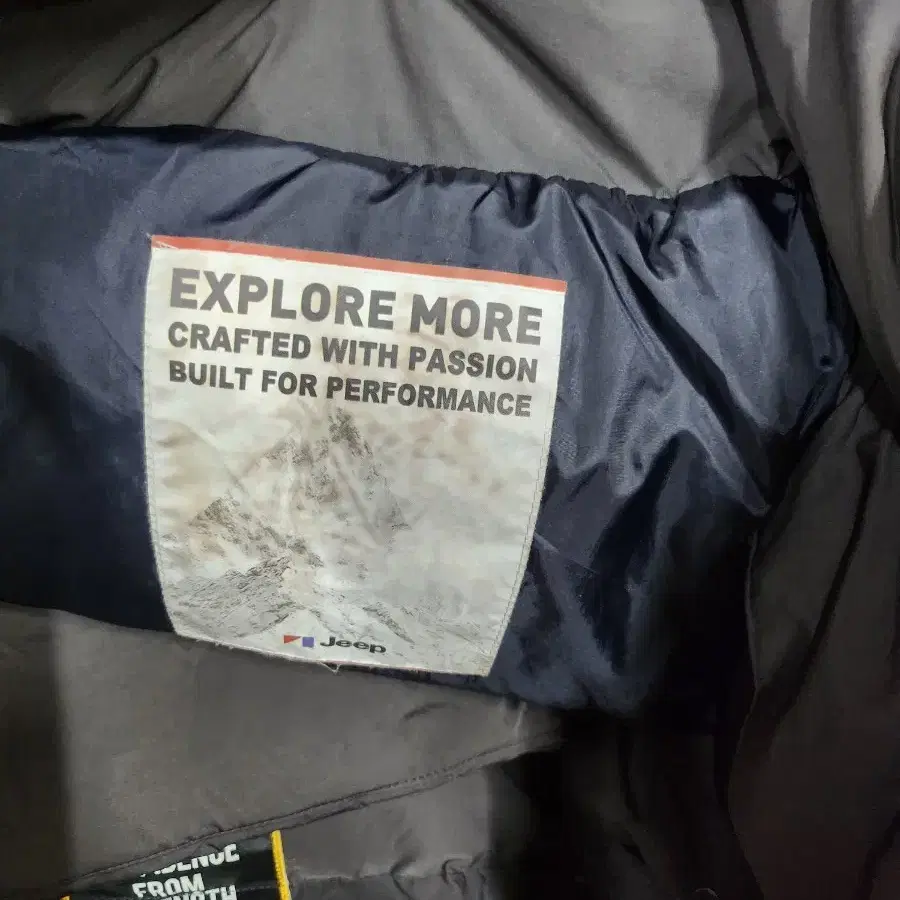 EXPLORE MORE
CRAFTED WITH PASSION
BUILT FOR PERFORMANCE
Jeep
FROM